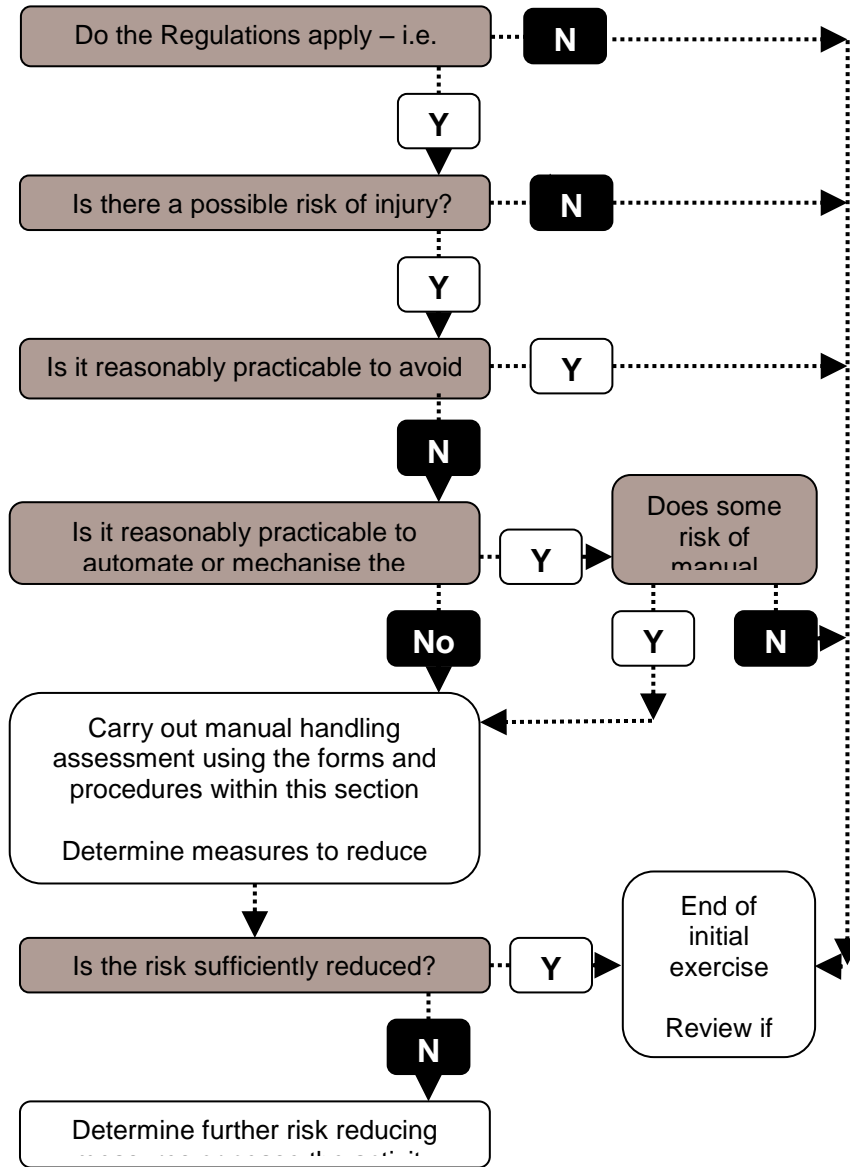 Do the Regulations apply – i.e.
N
Y
Is there a possible risk of injury?
N
Y
Is it reasonably practicable to avoid
Y
N
Is it reasonably practicable to
automate or mechanise the
Y
Does some
risk of
manual
No
Y
N
Carry out manual handling
assessment using the forms and
procedures within this section
Determine measures to reduce
Is the risk sufficiently reduced?
Y
End of
initial
exercise
Review if
N
Determine further risk reducing